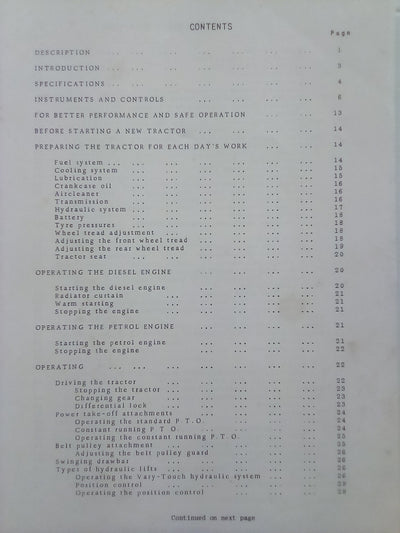 CONTENTS
Page
DESCRIPTION ... ... ... ... ... ... 1
INTRODUCTION ... ... ... ... ... ... 3
SPECIFICATIONS ... ... ... ... ... ... 4
INSTRUMENTS AND CONTROLS ... ... ... ... 6
FOR BETTER PERFORMANCE AND SAFE OPERATION ... ... 13
BEFORE STARTING A NEW TRACTOR ... ... ... ... 14
PREPARING THE TRACTOR FOR EACH DAY'S WORK ... ... 14
Fuel system ... ... ... ... ... ... 14
Cooling system ... ... ... ... ... 15
Lubrication ... ... ... ... ... 15
Crankcase oil ... ... ... ... ... 16
Aircleaner ... ... ... ... ... 16
Transmission ... ... ... ... ... 16
Hydraulic system ... ... ... ... ... 17
Battery ... ... ... ... ... 18
Tyre pressures ... ... ... ... ... 18
Wheel tread adjustment ... ... ... ... 18
Adjusting the front wheel tread ... ... ... 18
Adjusting the rear wheel tread ... ... ... 19
Tractor seat ... ... ... ... ... 20
OPERATING THE DIESEL ENGINE ... ... ... ... 20
Starting the diesel engine ... ... ... 20
Radiator curtain ... ... ... ... 21
Warm starting ... ... ... ... 21
Stopping the engine ... ... ... ... 21
OPERATING THE PETROL ENGINE ... ... ... ... 21
Starting the petrol engine ... ... ... 21
Stopping the engine ... ... ... ... 22
OPERATING ... ... ... ... ... ... 22
Driving the tractor ... ... ... ... 22
Stopping the tractor ... ... ... ... 23
Changing gear ... ... ... ... 23
Differential lock ... ... ... ... 23
Power take-off attachments ... ... ... ... 24
Operating the standard P.T.O. ... ... ... 24
Constant running P.T.O. ... ... ... ... 24
Operating the constant running P.T.O. ... ... 25
Belt pulley attachment ... ... ... ... 25
Adjusting the belt pulley guard ... ... ... 26
Swinging drawbar ... ... ... ... 26
Types of hydraulic lifts ... ... ... ... 26
Operating the Vary-Touch hydraulic system ... ... 26
Position control ... ... ... ... 28
Operating the position control ... ... ... 28
Continued on next page